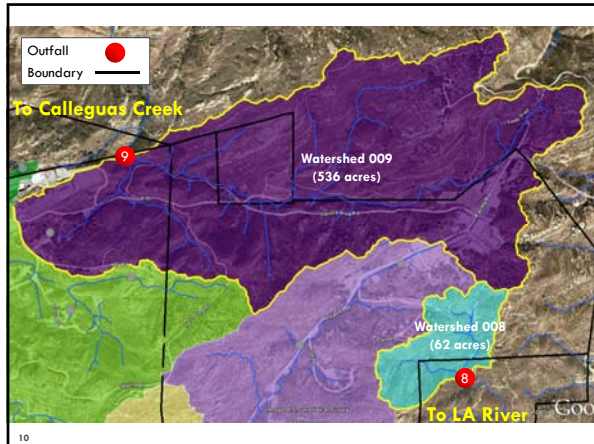 Outfall
Boundary
To Calleguas Creek
9
Watershed 009
(536 acres)
Watershed 008
(62 acres)
8
To LA River
Goo
10